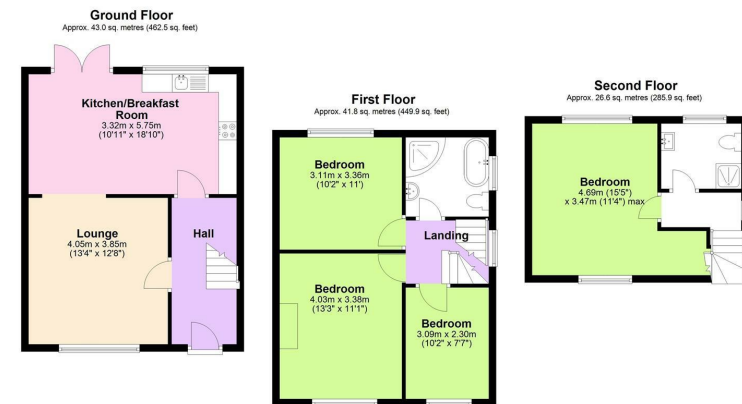 Ground Floor
Approx. 43.0 sq. metres (462.5 sq. feet)
Kitchen/Breakfast
Room
3.32m x 5.75m
(10'11" x 18'10")
Lounge
4.05m x 3.85m
(13'4" x 12'8")
Hall
First Floor
Approx. 41.8 sq. metres (449.9 sq. feet)
Bedroom
3.11m x 3.36m
(10'2" x 11')
Landing
Bedroom
4.03m x 3.38m
(13'3" x 11'1")
Bedroom
3.09m x 2.30m
(10'2" x 7'7")
Second Floor
Approx. 26.6 sq. metres (285.9 sq. feet)
Bedroom
4.69m (15'5")
x 3.47m (11'4") max